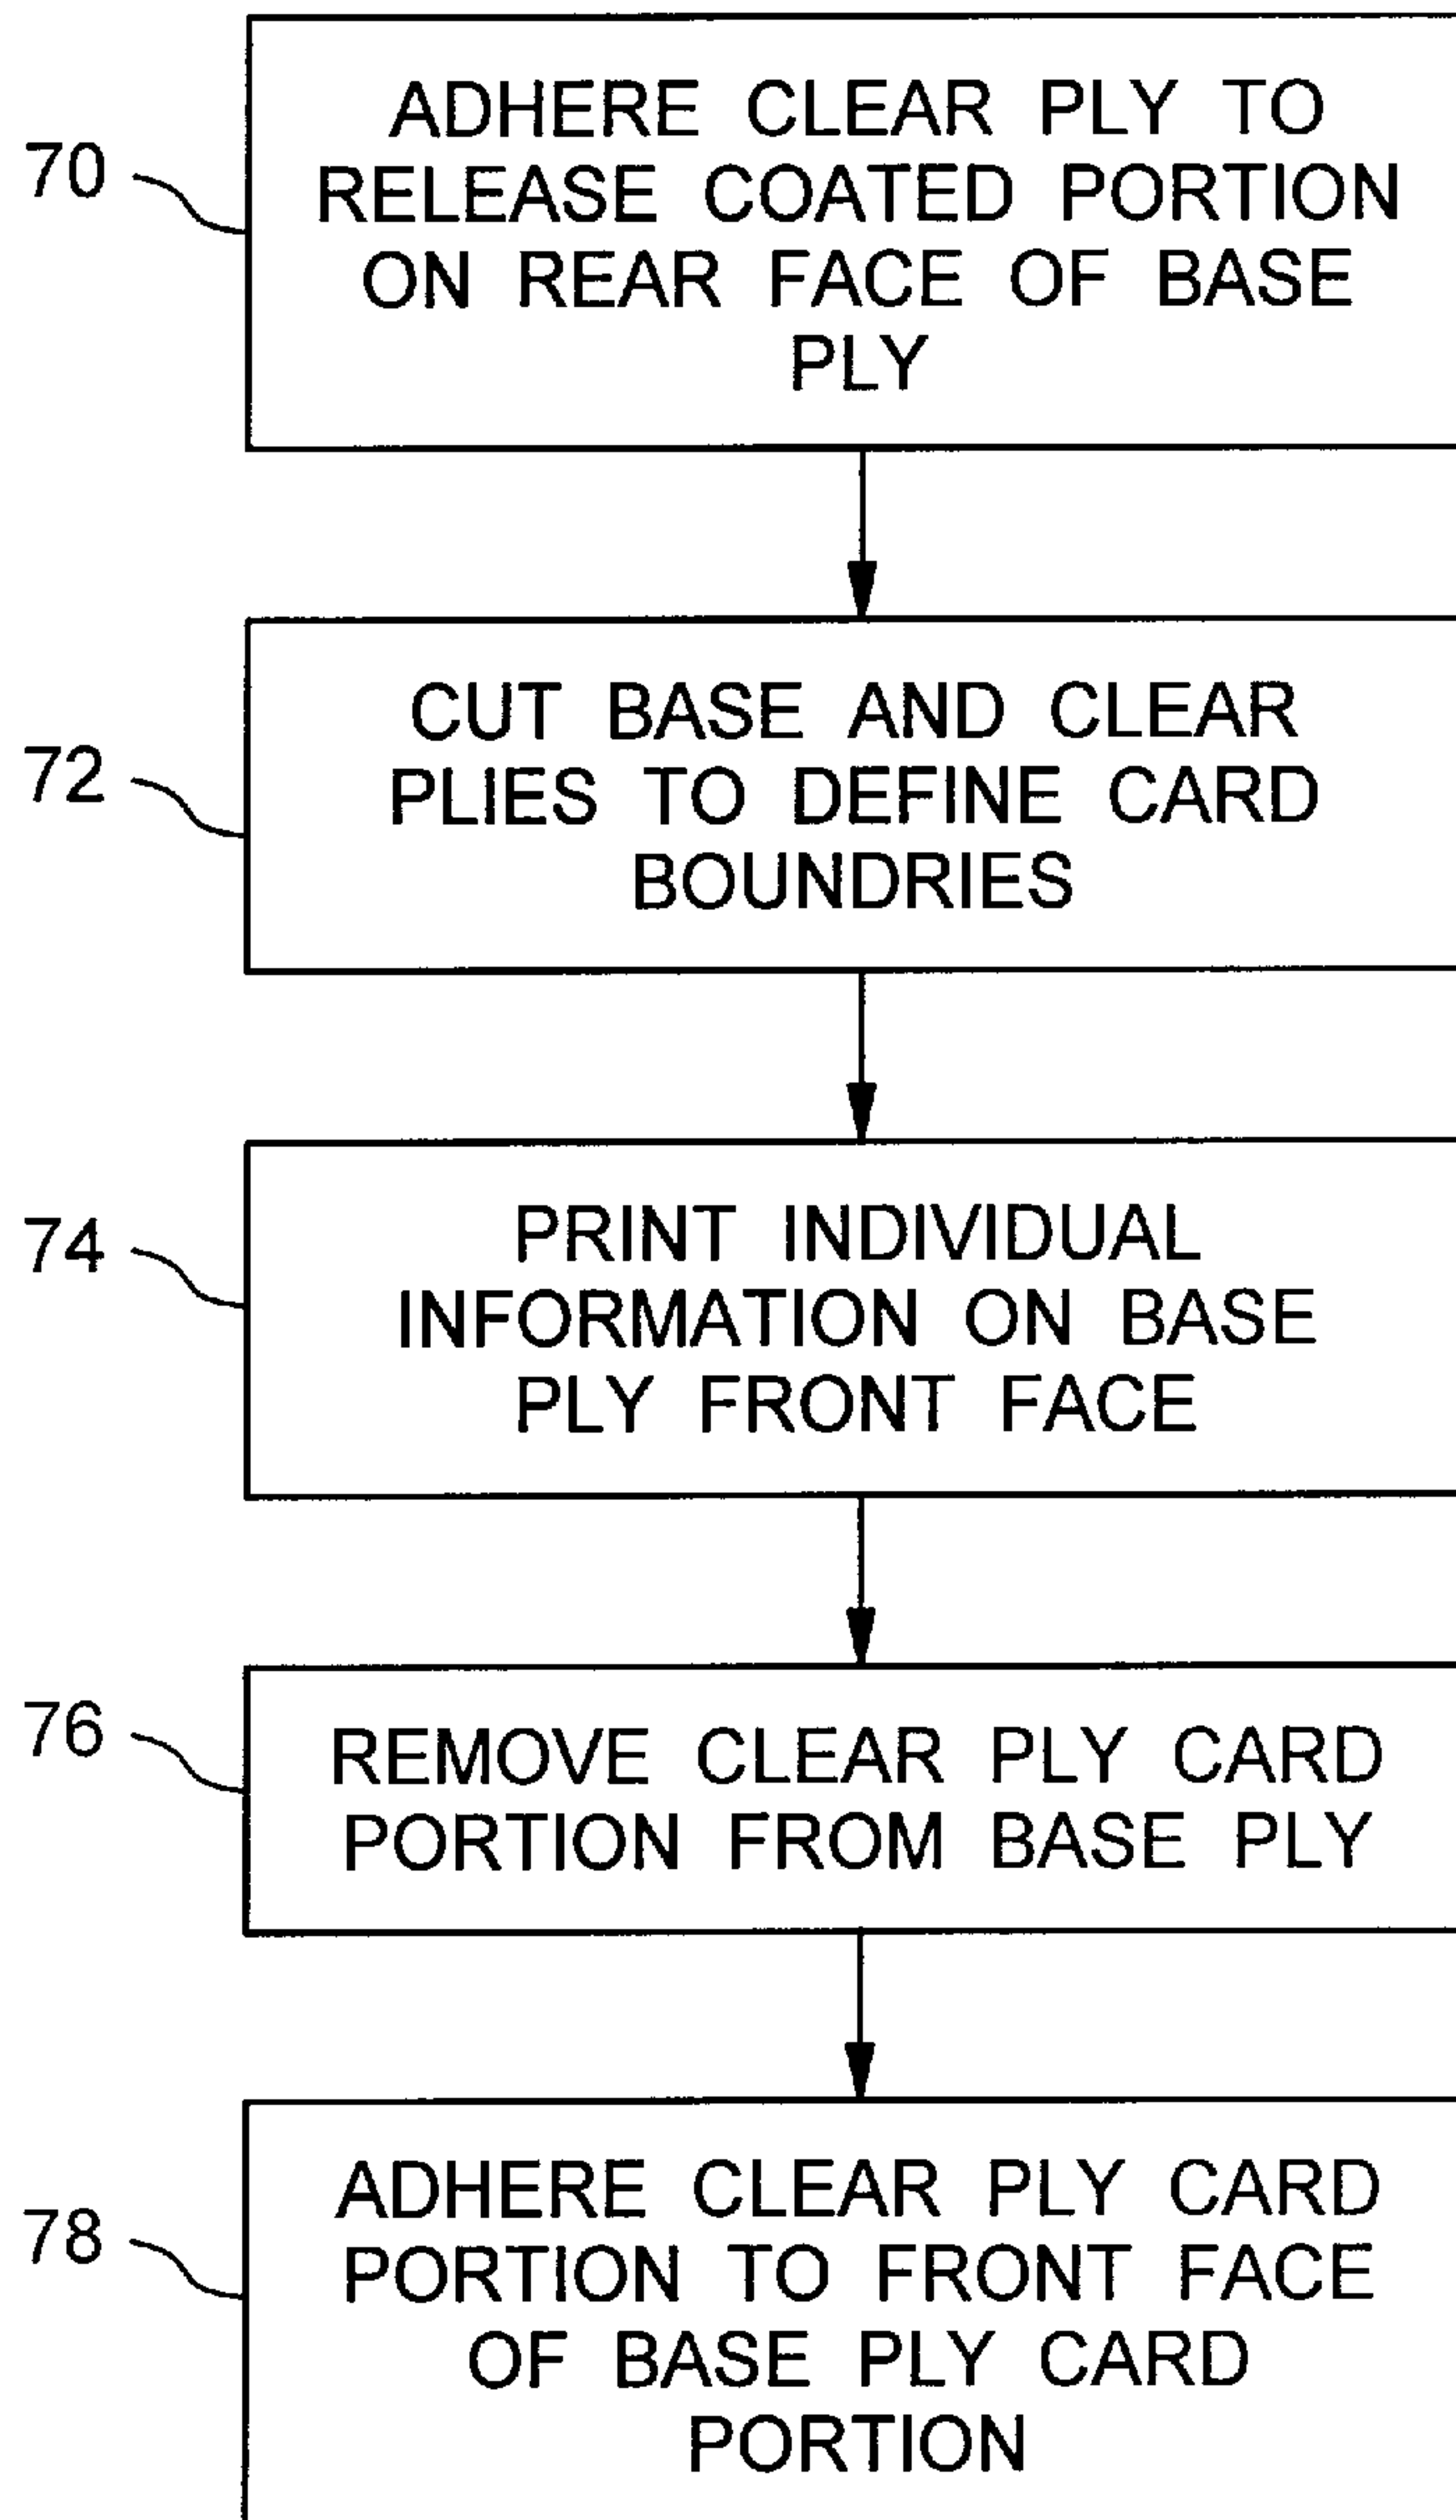 70
ADHERE CLEAR PLY TO
RELEASE COATED PORTION
ON REAR FACE OF BASE
PLY
72
CUT BASE AND CLEAR
PLIES TO DEFINE CARD
BOUNDRIES
74
PRINT INDIVIDUAL
INFORMATION ON BASE
PLY FRONT FACE
76
REMOVE CLEAR PLY CARD
PORTION FROM BASE PLY
78
ADHERE CLEAR PLY CARD
PORTION TO FRONT FACE
OF BASE PLY CARD
PORTION